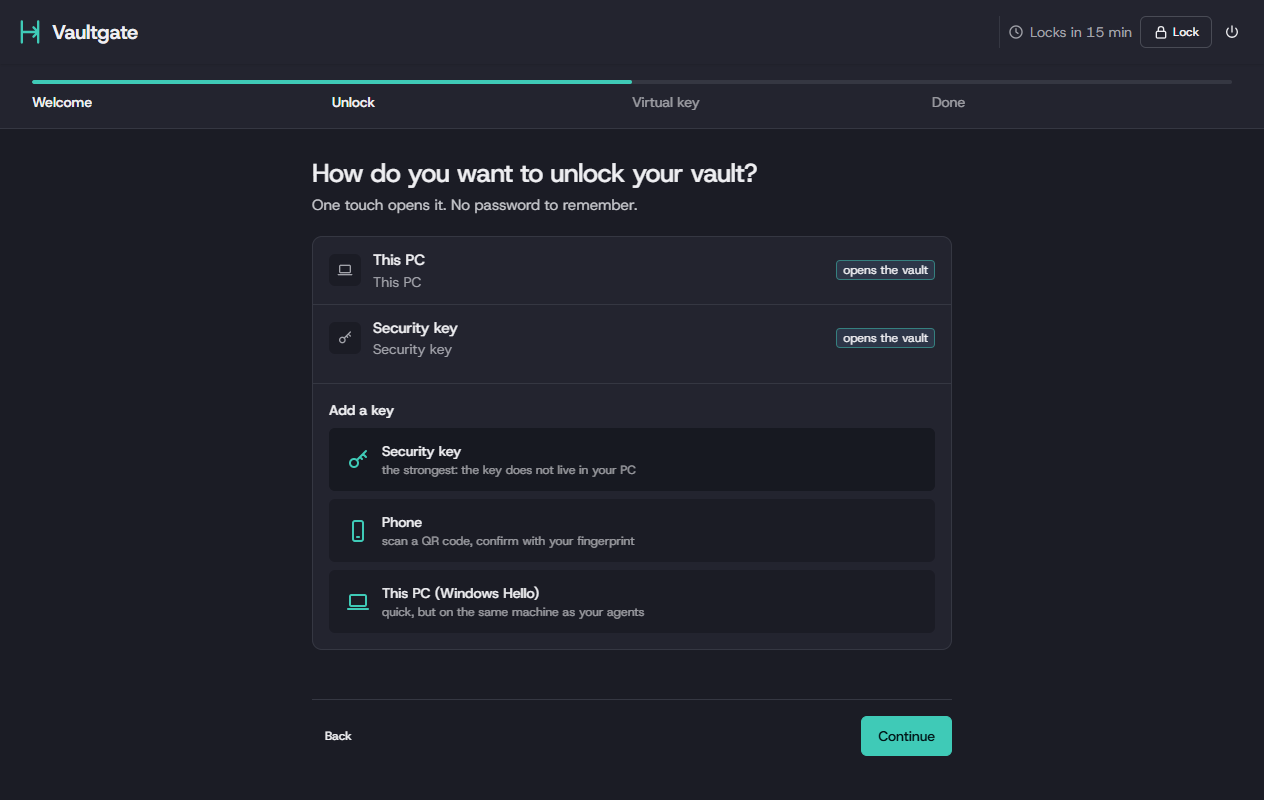 Vaultgate
Locks in 15 min
Lock
Welcome
Unlock
Virtual key
Done
How do you want to unlock your vault?
One touch opens it. No password to remember.
This PC
This PC
opens the vault
Security key
Security key
opens the vault
Add a key
Security key
the strongest: the key does not live in your PC
Phone
scan a QR code, confirm with your fingerprint
This PC (Windows Hello)
quick, but on the same machine as your agents
Back
Continue